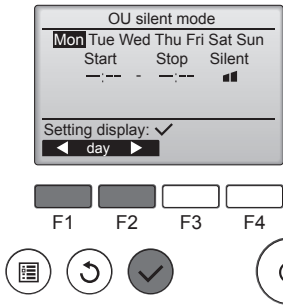 OU silent mode
Mon Tue Wed Thu Fri Sat Sun
Start Stop Silent
--:-- - --:--
Setting display: ✓
◀ day ▶
F1 F2 F3 F4